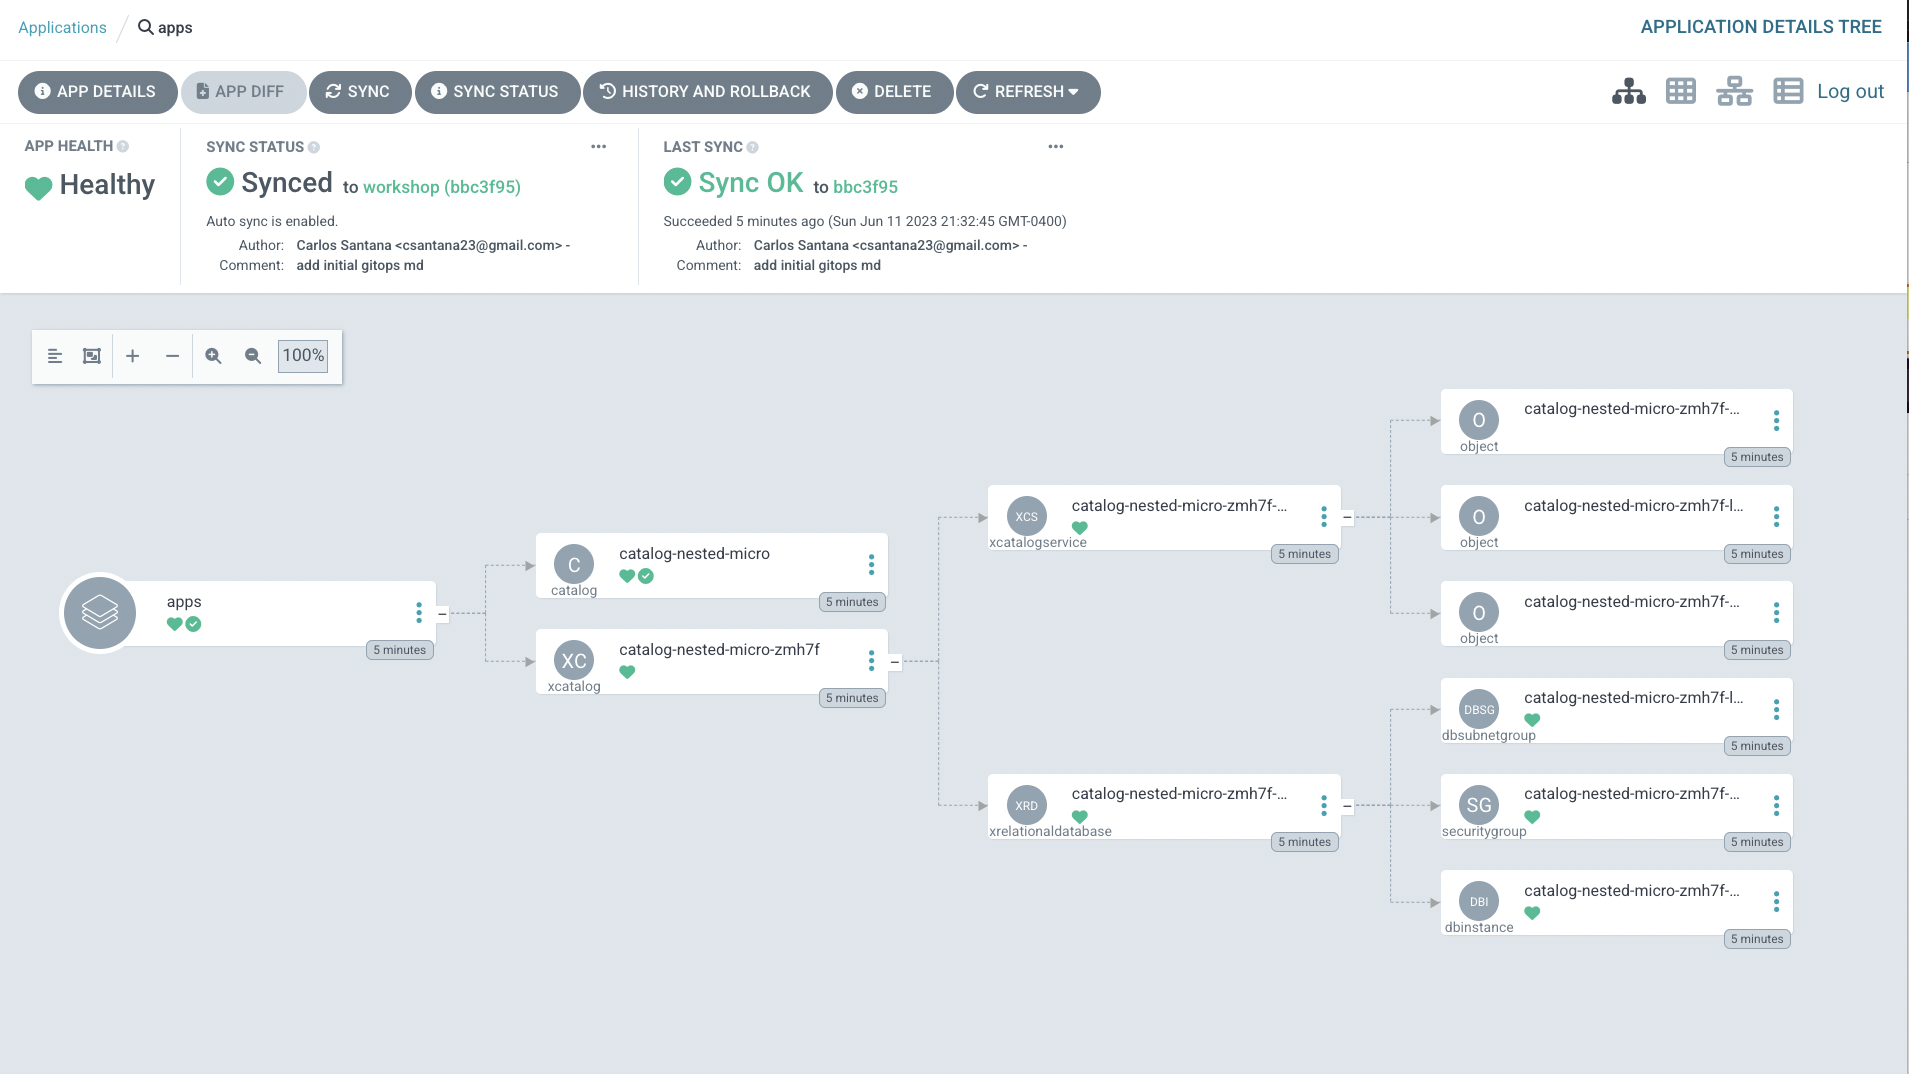 Applications / apps
APPLICATION DETAILS TREE
APP DETAILS
APP DIFF
SYNC
SYNC STATUS
HISTORY AND ROLLBACK
DELETE
REFRESH
Log out
APP HEALTH
Healthy
SYNC STATUS
Synced to workshop (bbc3f95)
Auto sync is enabled.
Author: Carlos Santana <csantana23@gmail.com> -
Comment: add initial gitops md
LAST SYNC
Sync OK to bbc3f95
Succeeded 5 minutes ago (Sun Jun 11 2023 21:32:45 GMT-0400)
Author: Carlos Santana <csantana23@gmail.com> -
Comment: add initial gitops md
100%
apps
5 minutes
C
catalog
catalog-nested-micro
5 minutes
XC
xcatalog
catalog-nested-micro-zmh7f
5 minutes
XCS
xcatalogservice
catalog-nested-micro-zmh7f-...
5 minutes
XRD
xrelationaldatabase
catalog-nested-micro-zmh7f-...
5 minutes
O
object
catalog-nested-micro-zmh7f-...
5 minutes
O
object
catalog-nested-micro-zmh7f-l...
5 minutes
O
object
catalog-nested-micro-zmh7f-...
5 minutes
DBSG
dbsubnetgroup
catalog-nested-micro-zmh7f-l...
5 minutes
SG
securitygroup
catalog-nested-micro-zmh7f-...
5 minutes
DBI
dbinstance
catalog-nested-micro-zmh7f-...
5 minutes